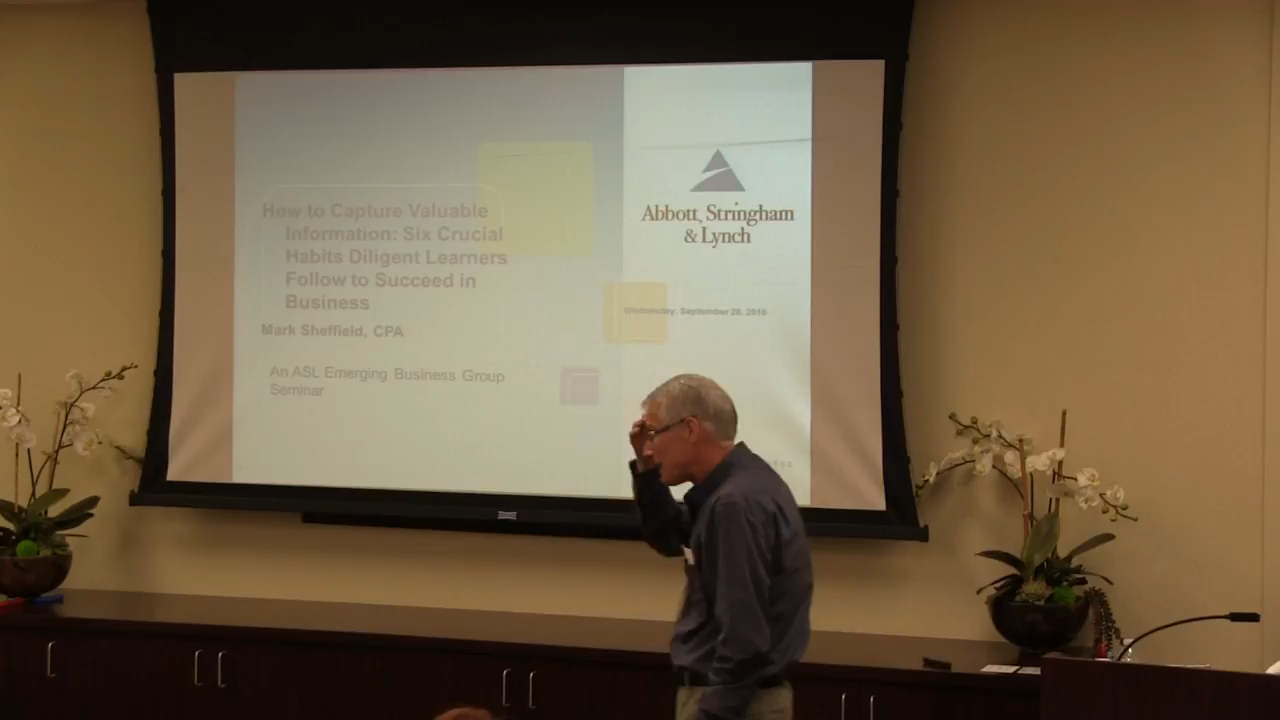 How to Capture Valuable
Information: Six Crucial
Habits Diligent Learners
Follow to Succeed in
Business
Mark Sheffield, CPA
An ASL Emerging Business Group
Seminar
Abbott, Stringham
& Lynch
Wednesday, September 28, 2016